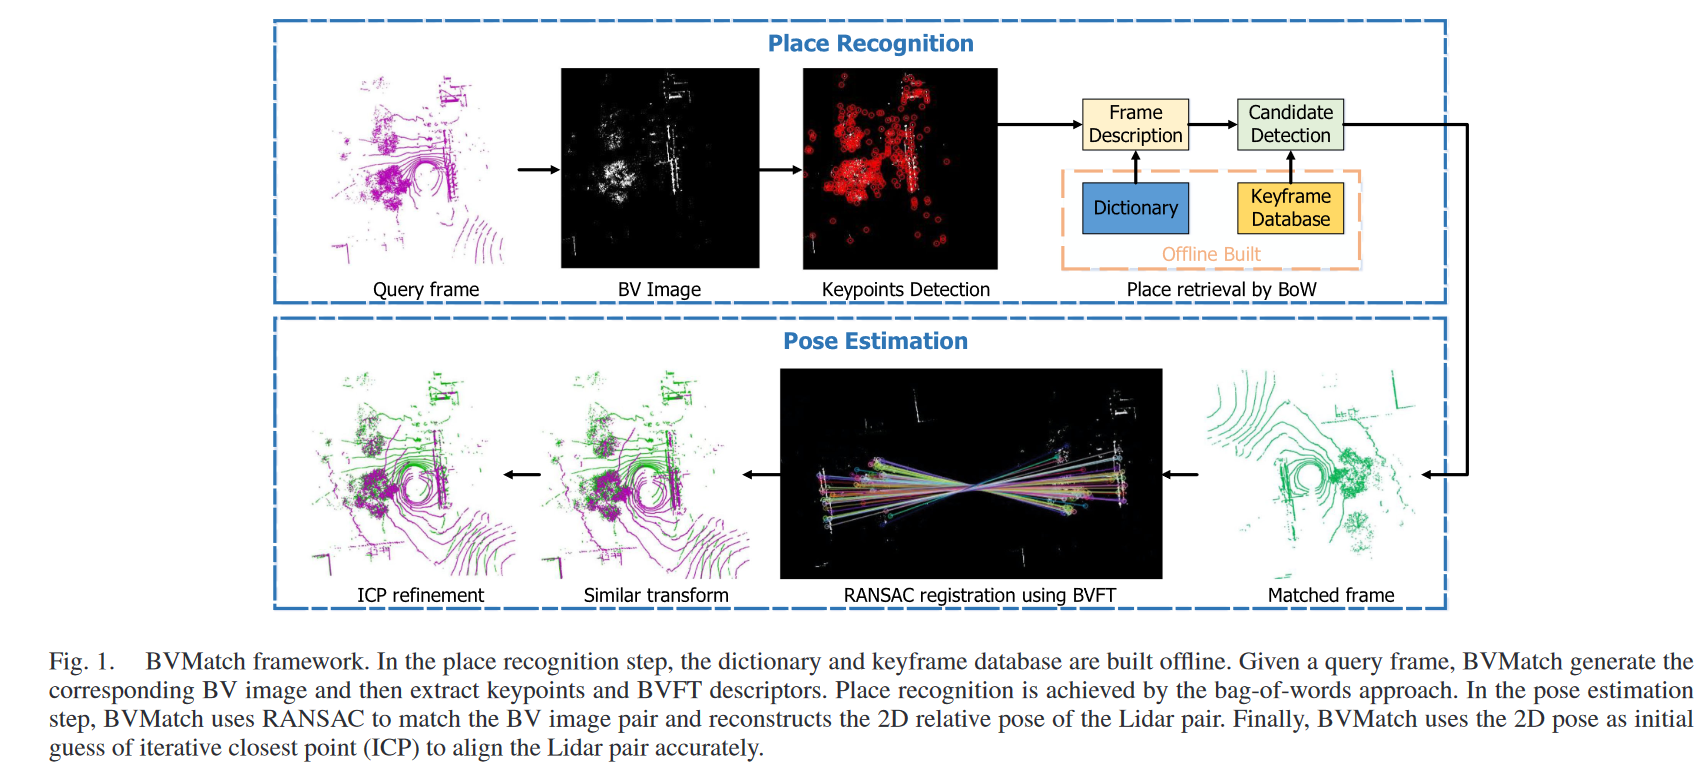 Place Recognition
Frame
Description
Candidate
Detection
Dictionary
Keyframe
Database
Offline Built
Query frame
BV Image
Keypoints Detection
Place retrieval by BoW
Pose Estimation
ICP refinement
Similar transform
RANSAC registration using BVFT
Matched frame
Fig. 1. BVMatch framework. In the place recognition step, the dictionary and keyframe database are built offline. Given a query frame, BVMatch generate the
corresponding BV image and then extract keypoints and BVFT descriptors. Place recognition is achieved by the bag-of-words approach. In the pose estimation
step, BVMatch uses RANSAC to match the BV image pair and reconstructs the 2D relative pose of the Lidar pair. Finally, BVMatch uses the 2D pose as initial
guess of iterative closest point (ICP) to align the Lidar pair accurately.